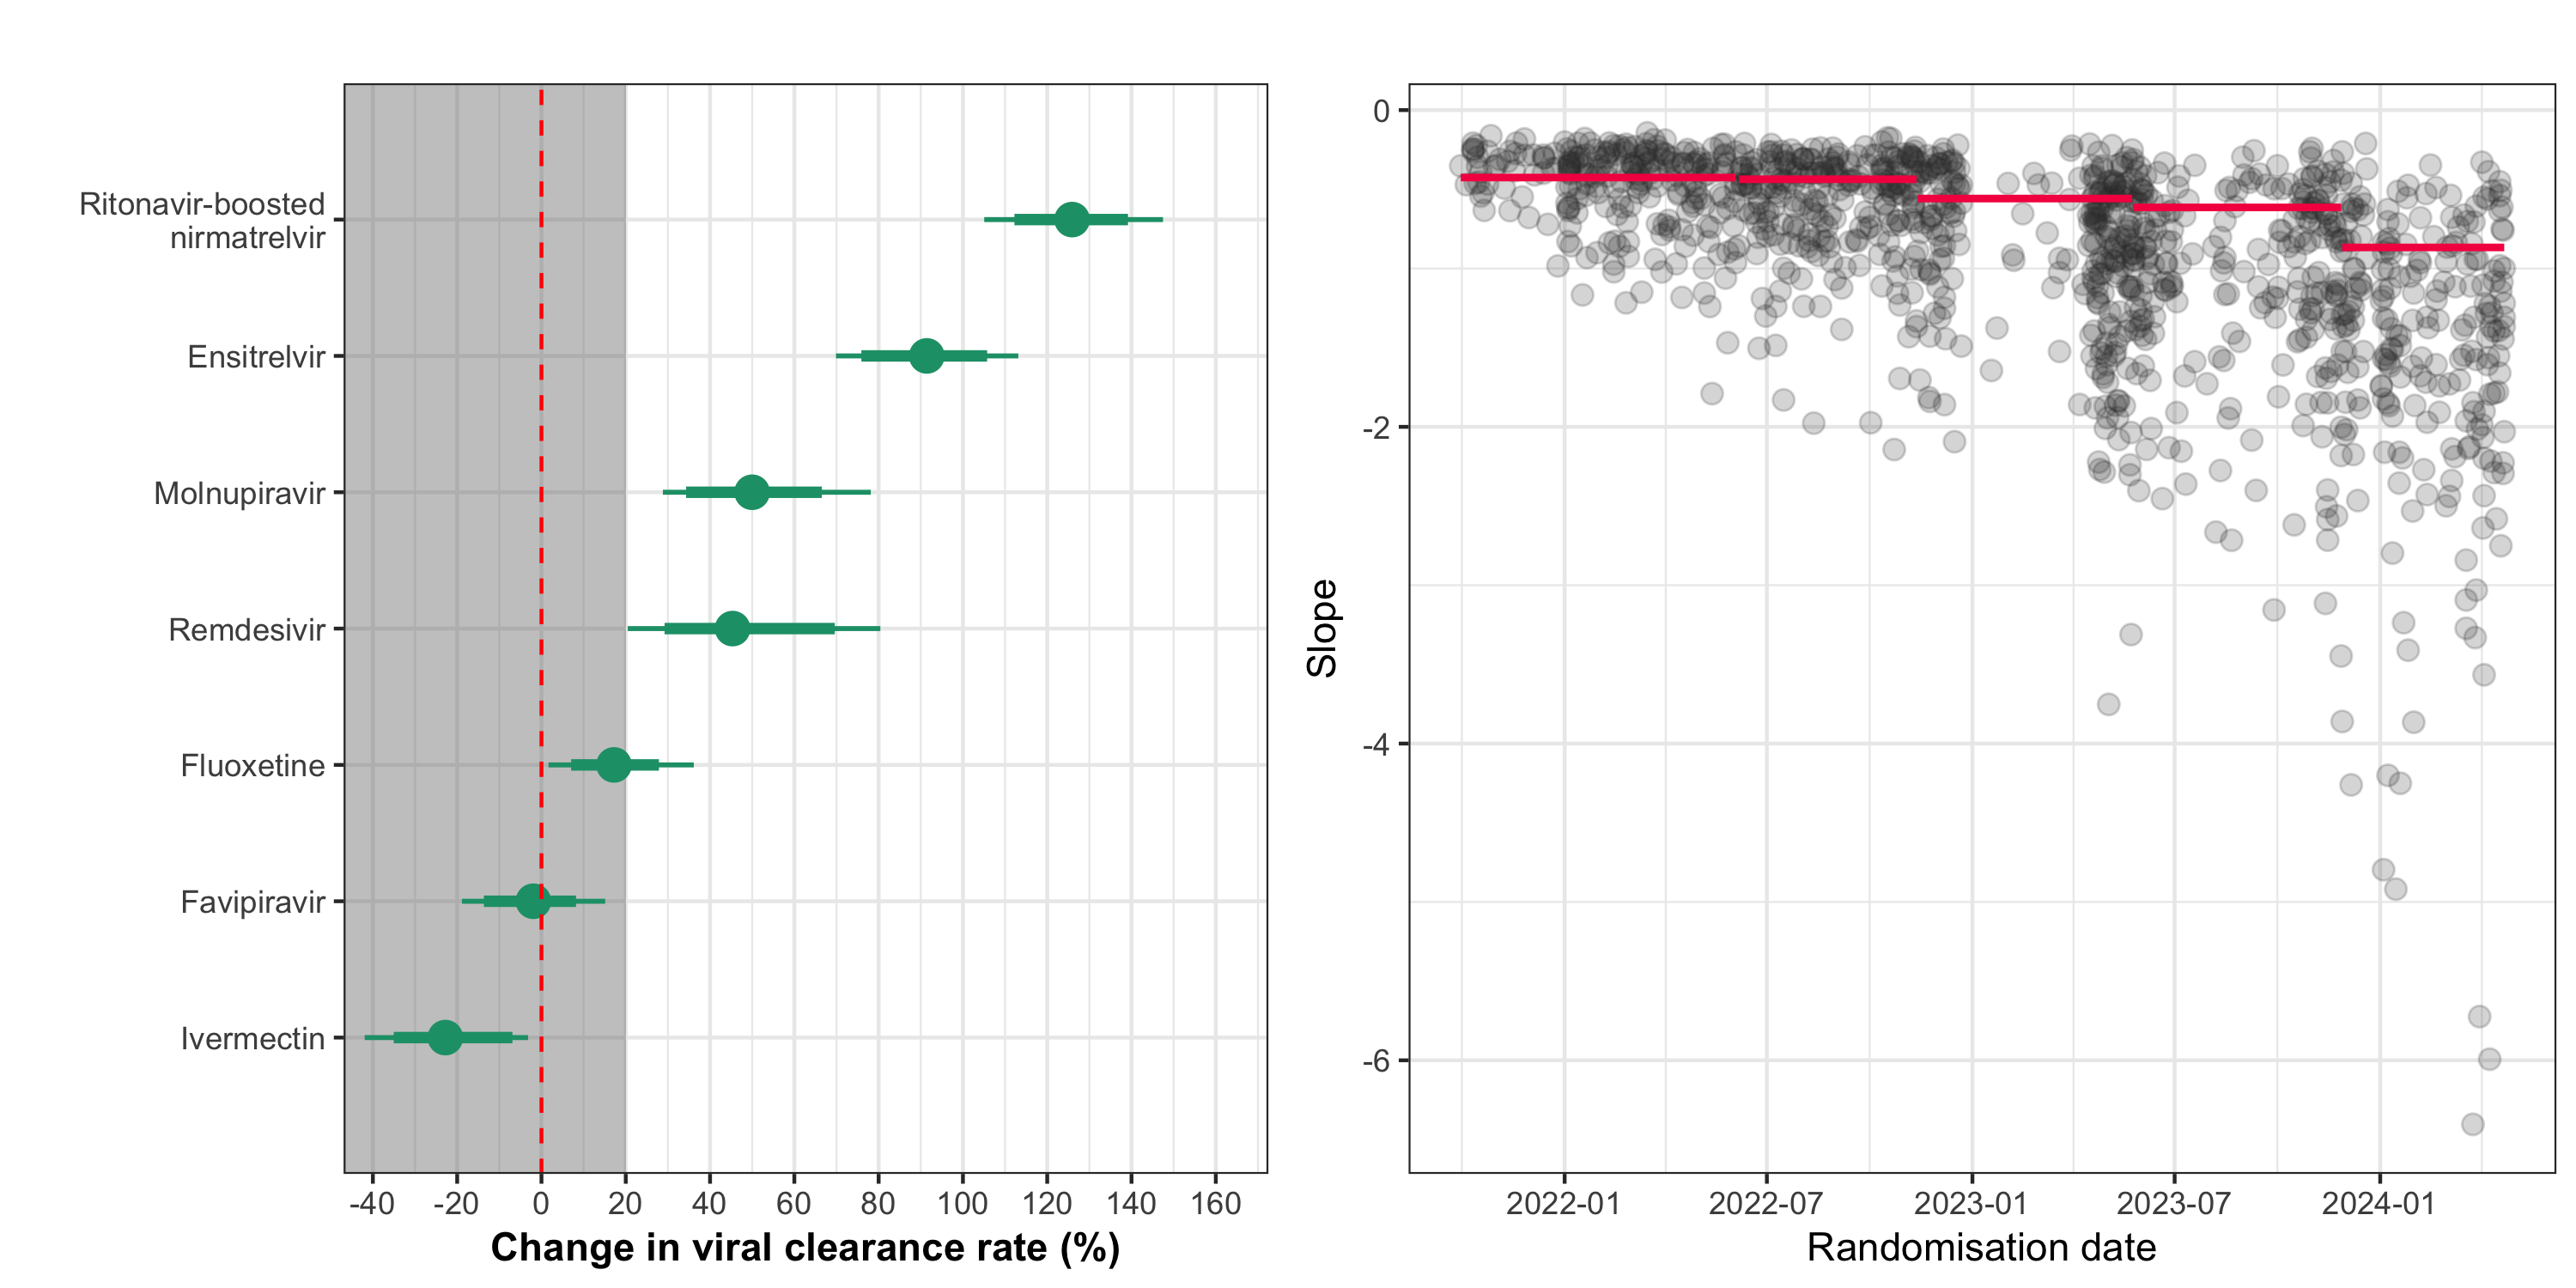 Ritonavir-boosted
nirmatrelvir
Ensitrelvir
Molnupiravir
Remdesivir
Fluoxetine
Favipiravir
Ivermectin
-40 -20 0 20 40 60 80 100 120 140 160
Change in viral clearance rate (%)
0
-2
-4
-6
Slope
2022-01 2022-07 2023-01 2023-07 2024-01
Randomisation date